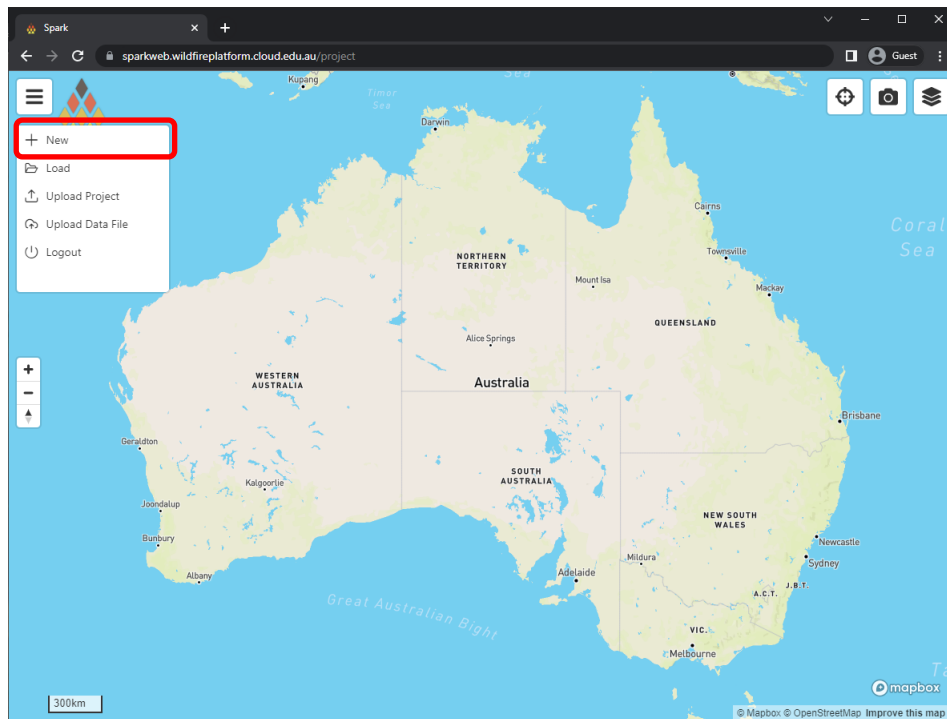 Spark
sparkweb.wildfireplatform.cloud.edu.au/project
Guest
Kupang
Timor
Sea
Sea
Darwin
New
Load
Upload Project
Upload Data File
Logout
Cairns
Coral
Sea
Townsville
NORTHERN
TERRITORY
Mount Isa
Mackay
QUEENSLAND
Alice Springs
WESTERN
AUSTRALIA
Australia
Brisbane
Geraldton
SOUTH
AUSTRALIA
Kalgoorlie
Joondalup
NEW SOUTH
WALES
Bunbury
Newcastle
Mildura
Sydney
Albany
Adelaide
J.B.T.
A.C.T.
Great Australian Bight
VIC.
Melbourne
mapbox
300km
© Mapbox © OpenStreetMap Improve this map